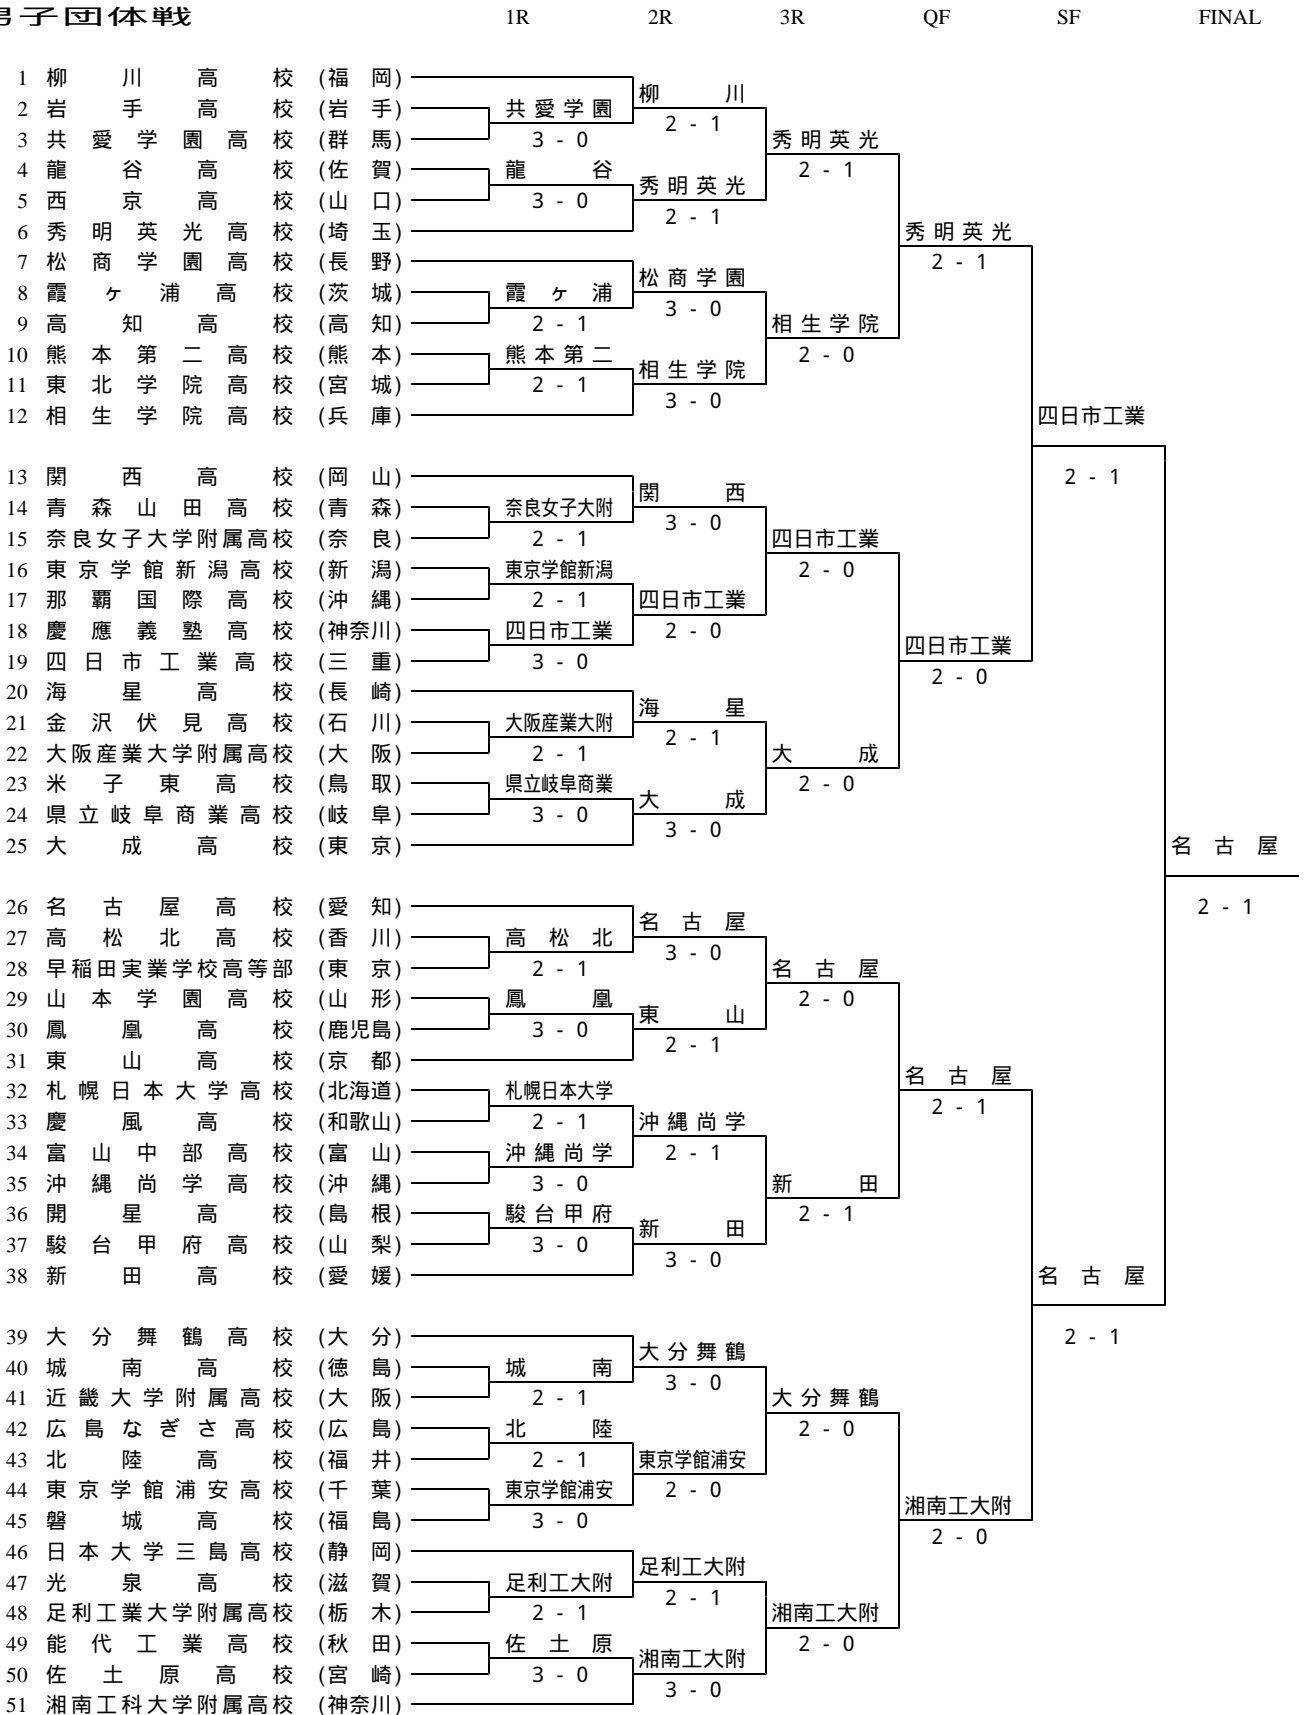 男子団体戦 1R 2R 3R QF SF FINAL
1 柳川高校 (福岡)
柳川
2 岩手高校 (岩手) 共愛学園
2 - 1
3 共愛学園高校 (群馬) 3 - 0 秀明英光
4 龍谷高校 (佐賀) 龍谷 2 - 1
秀明英光
5 西京高校 (山口) 3 - 0
2 - 1
6 秀明英光高校 (埼玉) 秀明英光
7 松商学園高校 (長野) 2 - 1
松商学園
8 霞ヶ浦高校 (茨城) 霞ヶ浦
3 - 0
9 高知高校 (高知) 2 - 1 相生学院
10 熊本第二高校 (熊本) 熊本第二 2 - 0
相生学院
11 東北学院高校 (宮城) 2 - 1
3 - 0
12 相生学院高校 (兵庫) 四日市工業
13 関西高校 (岡山) 2 - 1
関西
14 青森山田高校 (青森) 奈良女子大附
3 - 0
15 奈良女子大学附属高校 (奈良) 2 - 1 四日市工業
16 東京学館新潟高校 (新潟) 東京学館新潟 2 - 0
17 那覇国際高校 (沖縄) 2 - 1 四日市工業
18 慶應義塾高校 (神奈川) 四日市工業 2 - 0
四日市工業
19 四日市工業高校 (三重) 3 - 0
2 - 0
20 海星高校 (長崎)
海星
21 金沢伏見高校 (石川) 大阪産業大附
2 - 1
22 大阪産業大学附属高校 (大阪) 2 - 1 大成
23 米子東高校 (鳥取) 県立岐阜商業 2 - 0
大成
24 県立岐阜商業高校 (岐阜) 3 - 0
3 - 0
25 大成高校 (東京) 名古屋
26 名古屋高校 (愛知) 2 - 1
名古屋
27 高松北高校 (香川) 高松北
3 - 0
28 早稲田実業学校高等部 (東京) 2 - 1 名古屋
29 山本学園高校 (山形) 鳳凰 2 - 0
東山
30 鳳凰高校 (鹿児島) 3 - 0
2 - 1
31 東山高校 (京都)
名古屋
32 札幌日本大学高校 (北海道) 札幌日本大学
2 - 1
33 慶風高校 (和歌山) 2 - 1 沖縄尚学
34 富山中部高校 (富山) 沖縄尚学 2 - 1
35 沖縄尚学高校 (沖縄) 3 - 0 新田
36 開星高校 (島根) 駿台甲府 2 - 1
新田
37 駿台甲府高校 (山梨) 3 - 0
3 - 0
38 新田高校 (愛媛) 名古屋
39 大分舞鶴高校 (大分) 2 - 1
大分舞鶴
40 城南高校 (徳島) 城南
3 - 0
41 近畿大学附属高校 (大阪) 2 - 1 大分舞鶴
42 広島なぎさ高校 (広島) 北陸 2 - 0
43 北陸高校 (福井) 2 - 1 東京学館浦安
44 東京学館浦安高校 (千葉) 東京学館浦安 2 - 0
湘南工大附
45 磐城高校 (福島) 3 - 0
2 - 0
46 日本大学三島高校 (静岡)
足利工大附
47 光泉高校 (滋賀) 足利工大附
2 - 1
48 足利工業大学附属高校 (栃木) 2 - 1 湘南工大附
49 能代工業高校 (秋田) 佐土原 2 - 0
湘南工大附
50 佐土原高校 (宮崎) 3 - 0
3 - 0
51 湘南工科大学附属高校 (神奈川)